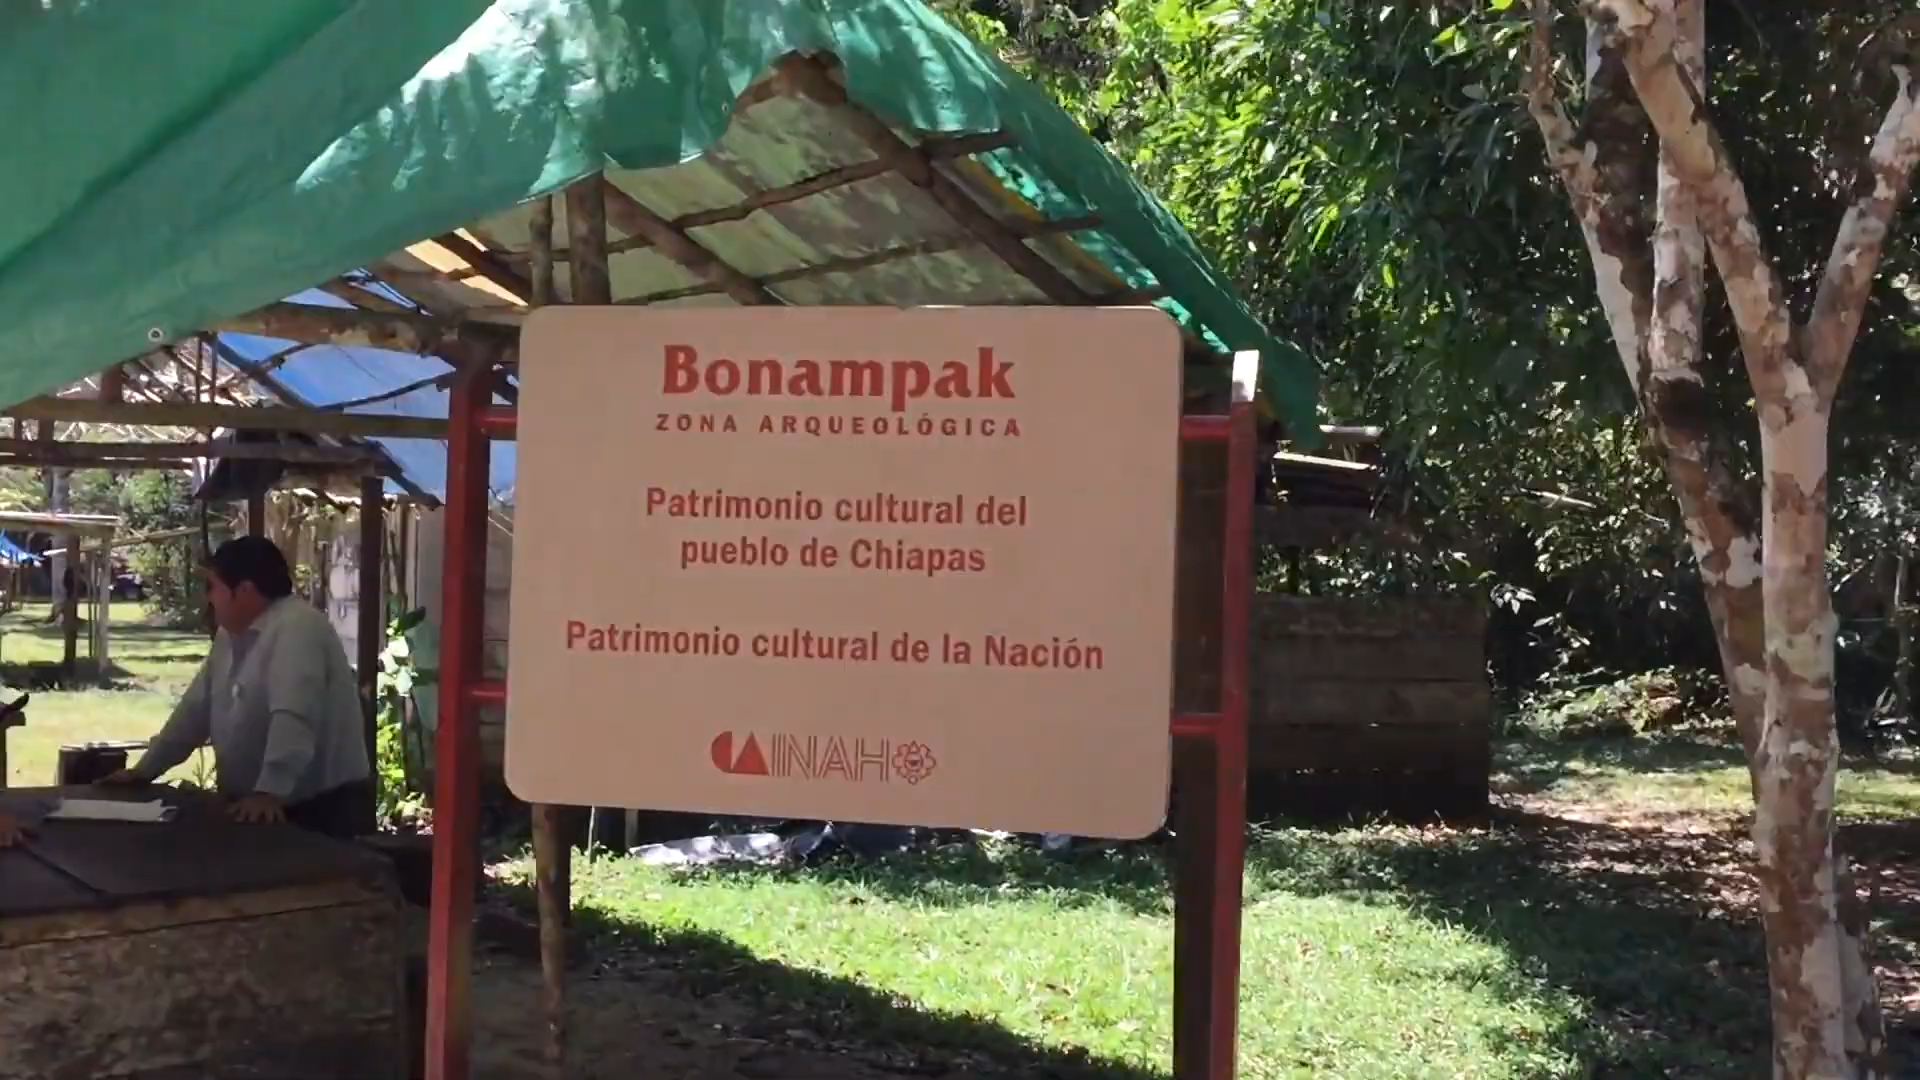 Bonampak
ZONA ARQUEOLÓGICA
Patrimonio cultural del
pueblo de Chiapas
Patrimonio cultural de la Nación
INAH